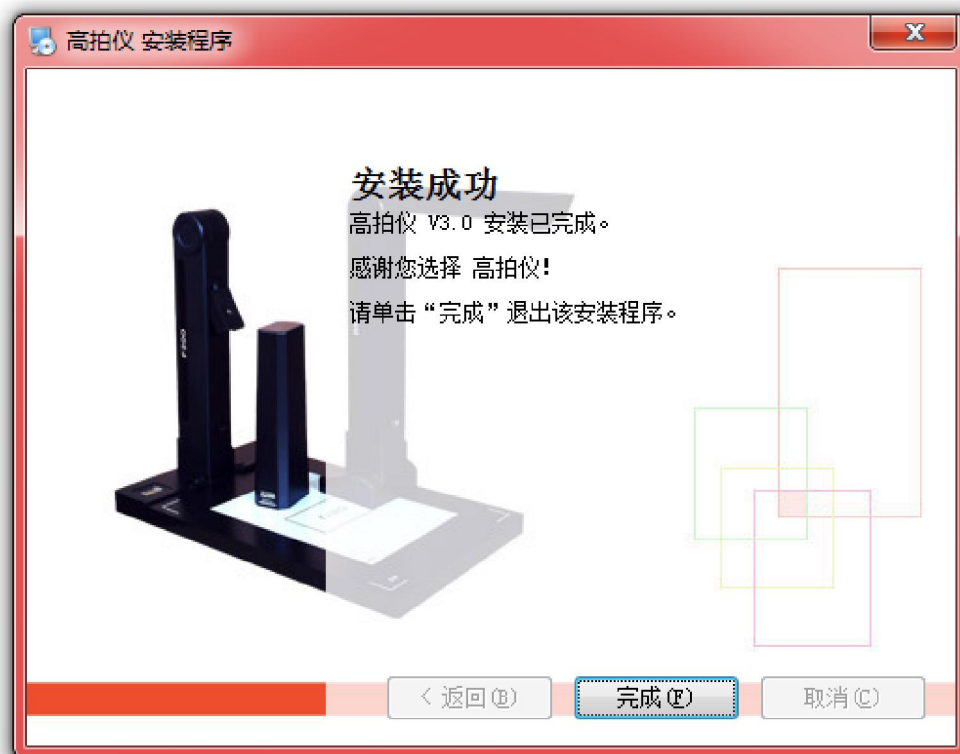 高拍仪 安装程序
安装成功
高拍仪 V3.0 安装已完成。
感谢您选择 高拍仪!
请单击“完成”退出该安装程序。
< 返回(B)
完成(F)
取消(C)